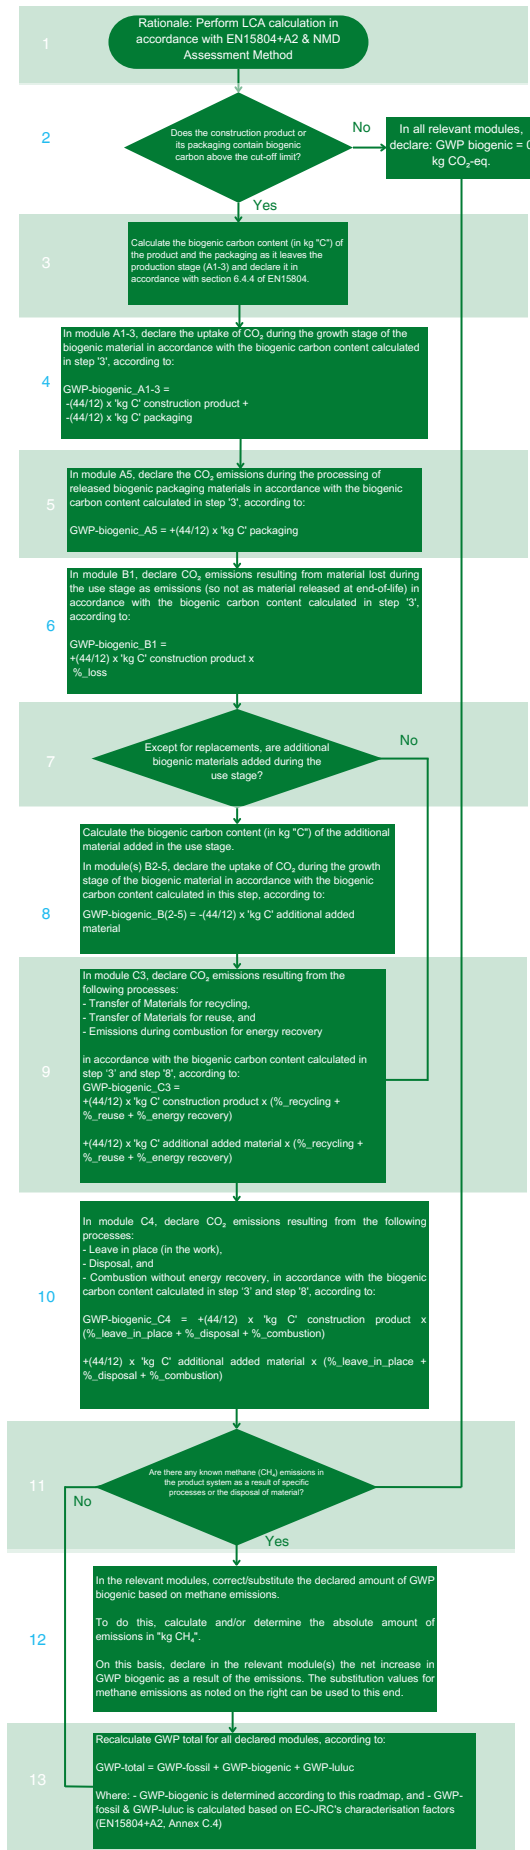 1
Rationale: Perform LCA calculation in
accordance with EN15804+A2 & NMD
Assessment Method
2
Does the construction product or
its packaging contain biogenic
carbon above the cut-off limit?
No
In all relevant modules,
declare: GWP biogenic = 0
kg CO₂-eq.
Yes
3
Calculate the biogenic carbon content (in kg "C") of
the product and the packaging as it leaves the
production stage (A1-3) and declare it in
accordance with section 6.4.4 of EN15804.
4
In module A1-3, declare the uptake of CO₂ during the growth stage of the
biogenic material in accordance with the biogenic carbon content calculated
in step '3', according to:
GWP-biogenic_A1-3 =
-(44/12) x 'kg C' construction product +
-(44/12) x 'kg C' packaging
5
In module A5, declare the CO₂ emissions during the processing of
released biogenic packaging materials in accordance with the biogenic
carbon content calculated in step '3', according to:
GWP-biogenic_A5 = +(44/12) x 'kg C' packaging
6
In module B1, declare CO₂ emissions resulting from material lost during
the use stage as emissions (so not as material released at end-of-life) in
accordance with the biogenic carbon content calculated in step '3',
according to:
GWP-biogenic_B1 =
+(44/12) x 'kg C' construction product x
%_loss
7
Except for replacements, are additional
biogenic materials added during the
use stage?
No
8
Calculate the biogenic carbon content (in kg "C") of the additional
material added in the use stage.
In module(s) B2-5, declare the uptake of CO₂ during the growth
stage of the biogenic material in accordance with the biogenic
carbon content calculated in this step, according to:
GWP-biogenic_B(2-5) = -(44/12) x 'kg C' additional added
material
9
In module C3, declare CO₂ emissions resulting from the
following processes:
- Transfer of Materials for recycling,
- Transfer of Materials for reuse, and
- Emissions during combustion for energy recovery
in accordance with the biogenic carbon content calculated in
step '3' and step '8', according to:
GWP-biogenic_C3 =
+(44/12) x 'kg C' construction product x (%_recycling +
%_reuse + %_energy recovery)
+(44/12) x 'kg C' additional added material x (%_recycling +
%_reuse + %_energy recovery)
10
In module C4, declare CO₂ emissions resulting from the following
processes:
- Leave in place (in the work),
- Disposal, and
- Combustion without energy recovery, in accordance with the biogenic
carbon content calculated in step '3' and step '8', according to:
GWP-biogenic_C4 = +(44/12) x 'kg C' construction product x
(%_leave_in_place + %_disposal + %_combustion)
+(44/12) x 'kg C' additional added material x (%_leave_in_place +
%_disposal + %_combustion)
11
Are there any known methane (CH₄) emissions in
the product system as a result of specific
processes or the disposal of material?
No
Yes
12
In the relevant modules, correct/substitute the declared amount of GWP
biogenic based on methane emissions.
To do this, calculate and/or determine the absolute amount of
emissions in "kg CH₄".
On this basis, declare in the relevant module(s) the net increase in
GWP biogenic as a result of the emissions. The substitution values for
methane emissions as noted on the right can be used to this end.
13
Recalculate GWP total for all declared modules, according to:
GWP-total = GWP-fossil + GWP-biogenic + GWP-luluc
Where: - GWP-biogenic is determined according to this roadmap, and - GWP-
fossil & GWP-luluc is calculated based on EC-JRC's characterisation factors
(EN15804+A2, Annex C.4)